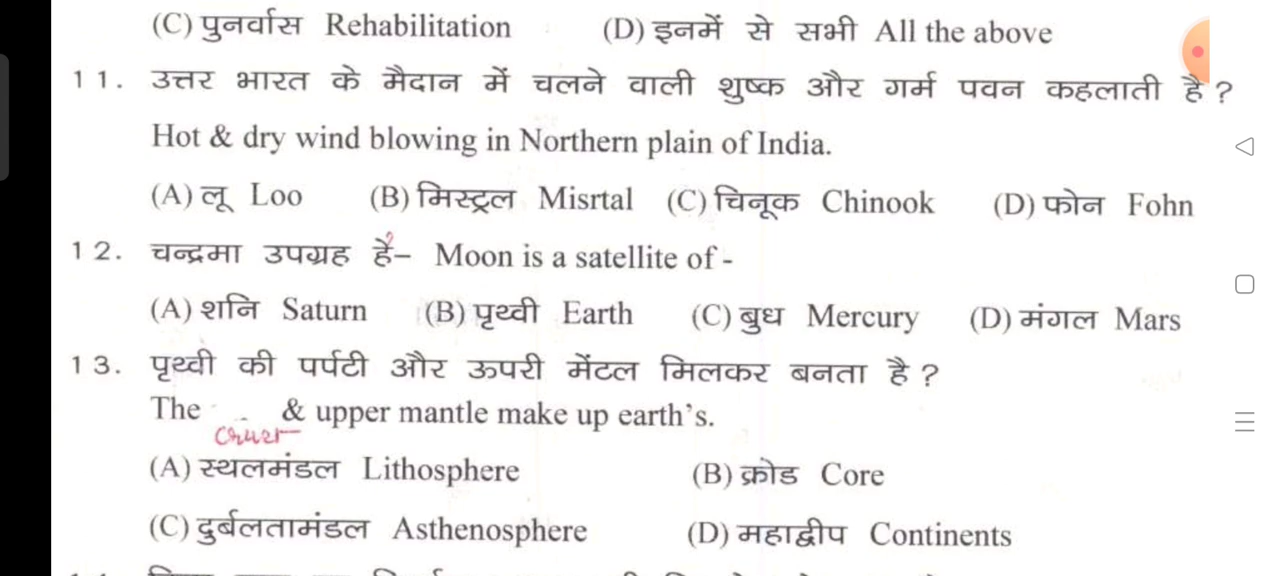 (C) पुनर्वास Rehabilitation (D) इनमें से सभी All the above
11. उत्तर भारत के मैदान में चलने वाली शुष्क और गर्म पवन कहलाती है ?
Hot & dry wind blowing in Northern plain of India.
(A) लू Loo (B) मिस्ट्रल Misrtal (C) चिनूक Chinook (D) फोन Fohn
12. चन्द्रमा उपग्रह है– Moon is a satellite of -
(A) शनि Saturn (B) पृथ्वी Earth (C) बुध Mercury (D) मंगल Mars
13. पृथ्वी की पर्पटी और ऊपरी मेंटल मिलकर बनता है ?
The & upper mantle make up earth's.
crust
(A) स्थलमंडल Lithosphere (B) क्रोड Core
(C) दुर्बलतामंडल Asthenosphere (D) महाद्वीप Continents